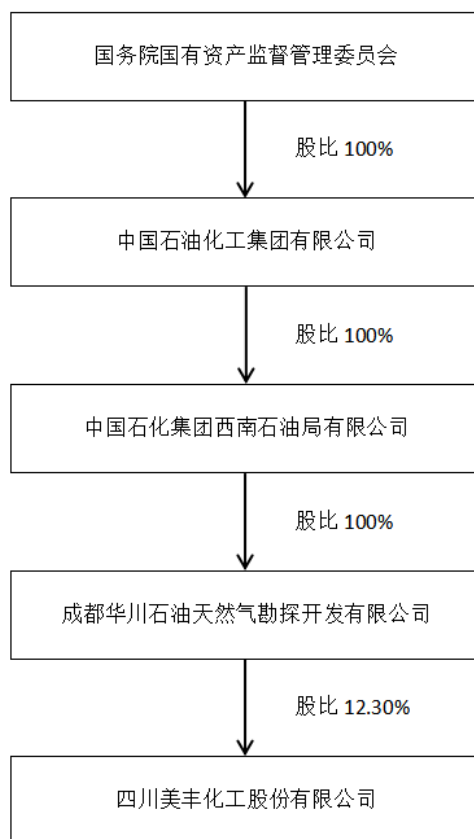 国务院国有资产监督管理委员会
股比 100%
中国石油化工集团有限公司
股比 100%
中国石化集团西南石油局有限公司
股比 100%
成都华川石油天然气勘探开发有限公司
股比 12.30%
四川美丰化工股份有限公司